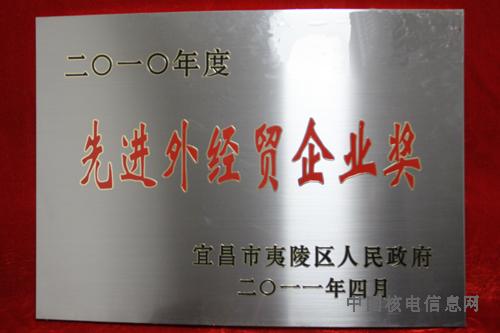 二〇一〇年度
先进外经贸企业奖
宜昌市夷陵区人民政府
二〇一一年四月
中国核电信息网